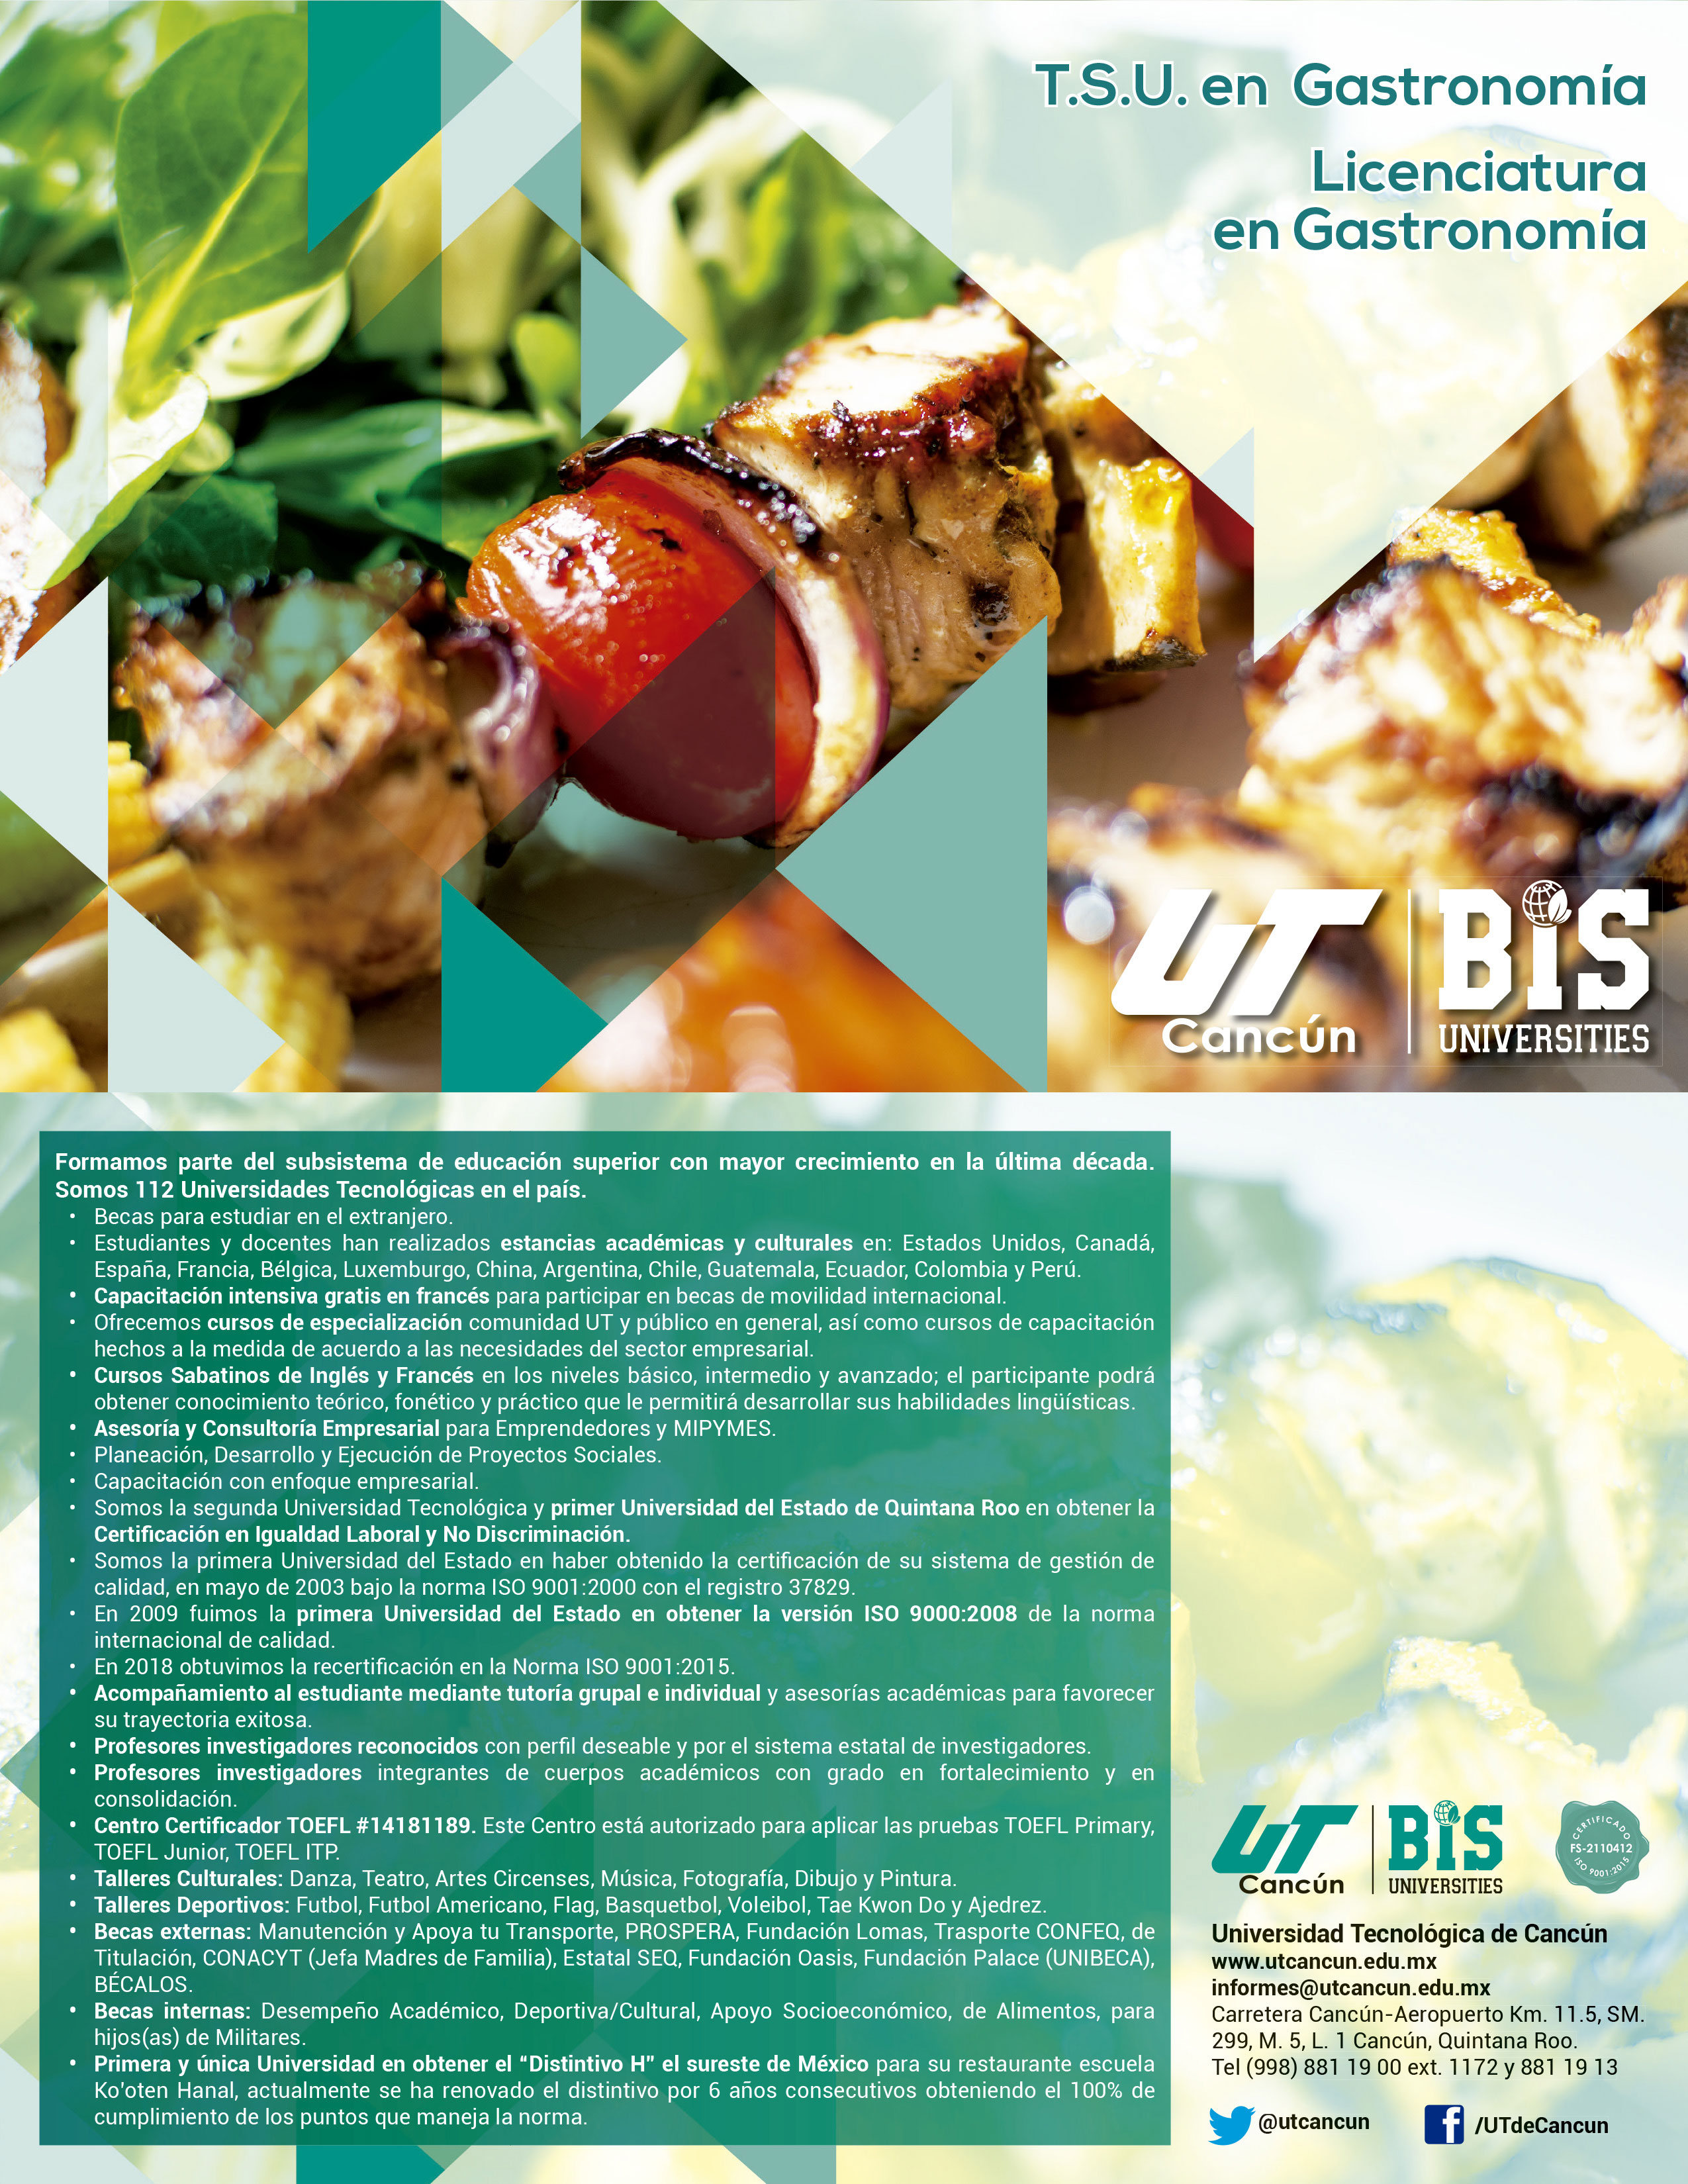 T.S.U. en Gastronomía
Licenciatura
en Gastronomía
UT
Cancún
BIS
UNIVERSITIES
Formamos parte del subsistema de educación superior con mayor crecimiento en la última década.
Somos 112 Universidades Tecnológicas en el país.
• Becas para estudiar en el extranjero.
• Estudiantes y docentes han realizados estancias académicas y culturales en: Estados Unidos, Canadá,
España, Francia, Bélgica, Luxemburgo, China, Argentina, Chile, Guatemala, Ecuador, Colombia y Perú.
• Capacitación intensiva gratis en francés para participar en becas de movilidad internacional.
• Ofrecemos cursos de especialización comunidad UT y público en general, así como cursos de capacitación
hechos a la medida de acuerdo a las necesidades del sector empresarial.
• Cursos Sabatinos de Inglés y Francés en los niveles básico, intermedio y avanzado; el participante podrá
obtener conocimiento teórico, fonético y práctico que le permitirá desarrollar sus habilidades lingüísticas.
• Asesoría y Consultoría Empresarial para Emprendedores y MIPYMES.
• Planeación, Desarrollo y Ejecución de Proyectos Sociales.
• Capacitación con enfoque empresarial.
• Somos la segunda Universidad Tecnológica y primer Universidad del Estado de Quintana Roo en obtener la
Certificación en Igualdad Laboral y No Discriminación.
• Somos la primera Universidad del Estado en haber obtenido la certificación de su sistema de gestión de
calidad, en mayo de 2003 bajo la norma ISO 9001:2000 con el registro 37829.
• En 2009 fuimos la primera Universidad del Estado en obtener la versión ISO 9000:2008 de la norma
internacional de calidad.
• En 2018 obtuvimos la recertificación en la Norma ISO 9001:2015.
• Acompañamiento al estudiante mediante tutoría grupal e individual y asesorías académicas para favorecer
su trayectoria exitosa.
• Profesores investigadores reconocidos con perfil deseable y por el sistema estatal de investigadores.
• Profesores investigadores integrantes de cuerpos académicos con grado en fortalecimiento y en
consolidación.
• Centro Certificador TOEFL #14181189. Este Centro está autorizado para aplicar las pruebas TOEFL Primary,
TOEFL Junior, TOEFL ITP.
• Talleres Culturales: Danza, Teatro, Artes Circenses, Música, Fotografía, Dibujo y Pintura.
• Talleres Deportivos: Futbol, Futbol Americano, Flag, Basquetbol, Voleibol, Tae Kwon Do y Ajedrez.
• Becas externas: Manutención y Apoya tu Transporte, PROSPERA, Fundación Lomas, Trasporte CONFEQ, de
Titulación, CONACYT (Jefa Madres de Familia), Estatal SEQ, Fundación Oasis, Fundación Palace (UNIBECA),
BÉCALOS.
• Becas internas: Desempeño Académico, Deportiva/Cultural, Apoyo Socioeconómico, de Alimentos, para
hijos(as) de Militares.
• Primera y única Universidad en obtener el “Distintivo H” el sureste de México para su restaurante escuela
Ko'oten Hanal, actualmente se ha renovado el distintivo por 6 años consecutivos obteniendo el 100% de
cumplimiento de los puntos que maneja la norma.
UT
Cancún
BIS
UNIVERSITIES
CERTIFICADO
FS-2110412
ISO 9001:2015
Universidad Tecnológica de Cancún
www.utcancun.edu.mx
informes@utcancun.edu.mx
Carretera Cancún-Aeropuerto Km. 11.5, SM.
299, M. 5, L. 1 Cancún, Quintana Roo.
Tel (998) 881 19 00 ext. 1172 y 881 19 13
@utcancun
/UTdeCancun